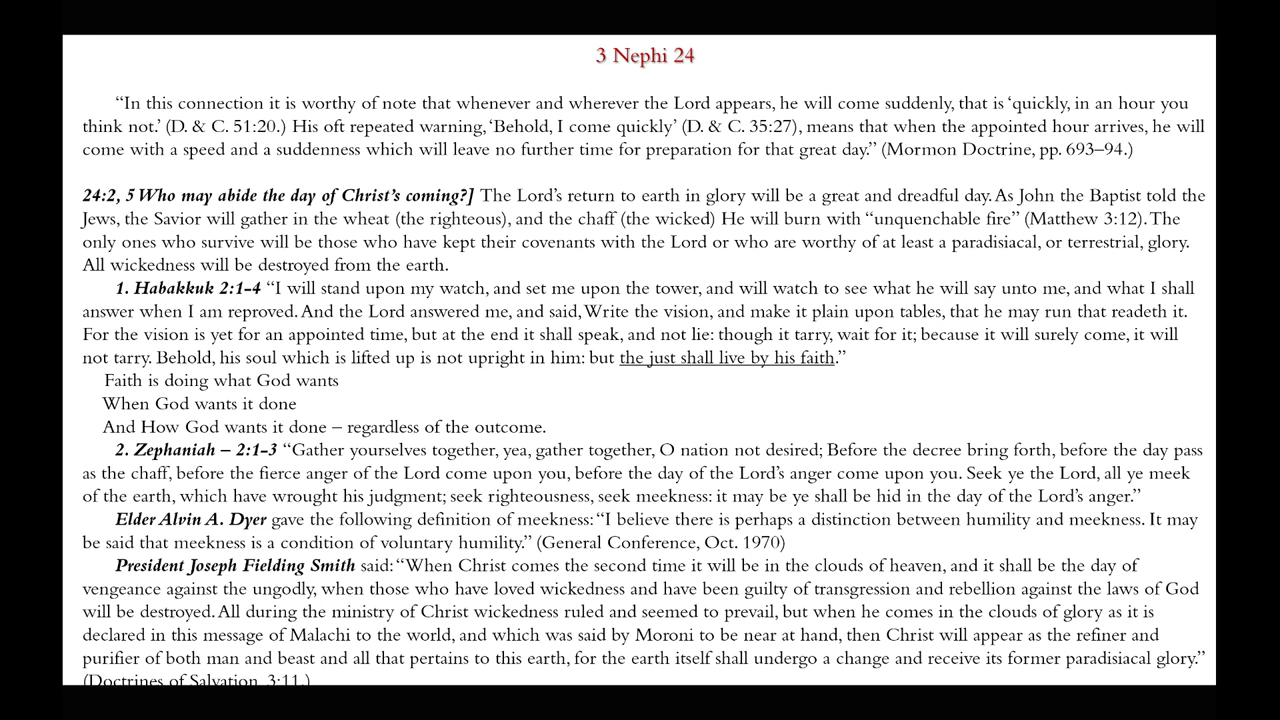 3 Nephi 24
“In this connection it is worthy of note that whenever and wherever the Lord appears, he will come suddenly, that is ‘quickly, in an hour you
think not.’ (D. & C. 51:20.) His oft repeated warning, ‘Behold, I come quickly’ (D. & C. 35:27), means that when the appointed hour arrives, he will
come with a speed and a suddenness which will leave no further time for preparation for that great day.” (Mormon Doctrine, pp. 693–94.)
24:2, 5 Who may abide the day of Christ’s coming?] The Lord’s return to earth in glory will be a great and dreadful day. As John the Baptist told the
Jews, the Savior will gather in the wheat (the righteous), and the chaff (the wicked) He will burn with “unquenchable fire” (Matthew 3:12). The
only ones who survive will be those who have kept their covenants with the Lord or who are worthy of at least a paradisiacal, or terrestrial, glory.
All wickedness will be destroyed from the earth.
1. Habakkuk 2:1-4 “I will stand upon my watch, and set me upon the tower, and will watch to see what he will say unto me, and what I shall
answer when I am reproved. And the Lord answered me, and said, Write the vision, and make it plain upon tables, that he may run that readeth it.
For the vision is yet for an appointed time, but at the end it shall speak, and not lie: though it tarry, wait for it; because it will surely come, it will
not tarry. Behold, his soul which is lifted up is not upright in him: but the just shall live by his faith.”
Faith is doing what God wants
When God wants it done
And How God wants it done – regardless of the outcome.
2. Zephaniah – 2:1-3 “Gather yourselves together, yea, gather together, O nation not desired; Before the decree bring forth, before the day pass
as the chaff, before the fierce anger of the Lord come upon you, before the day of the Lord’s anger come upon you. Seek ye the Lord, all ye meek
of the earth, which have wrought his judgment; seek righteousness, seek meekness: it may be ye shall be hid in the day of the Lord’s anger.”
Elder Alvin A. Dyer gave the following definition of meekness: “I believe there is perhaps a distinction between humility and meekness. It may
be said that meekness is a condition of voluntary humility.” (General Conference, Oct. 1970)
President Joseph Fielding Smith said: “When Christ comes the second time it will be in the clouds of heaven, and it shall be the day of
vengeance against the ungodly, when those who have loved wickedness and have been guilty of transgression and rebellion against the laws of God
will be destroyed. All during the ministry of Christ wickedness ruled and seemed to prevail, but when he comes in the clouds of glory as it is
declared in this message of Malachi to the world, and which was said by Moroni to be near at hand, then Christ will appear as the refiner and
purifier of both man and beast and all that pertains to this earth, for the earth itself shall undergo a change and receive its former paradisiacal glory.”
(Doctrines of Salvation, 3:11.)